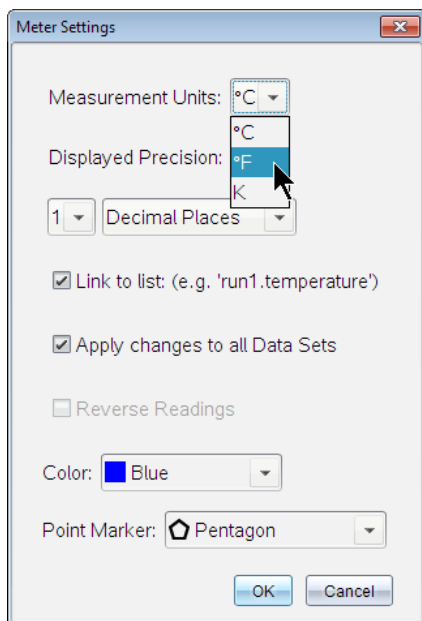 Meter Settings
Measurement Units: °C
°C
Displayed Precision: °F
K
1 Decimal Places
Link to list: (e.g. 'run1.temperature')
Apply changes to all Data Sets
Reverse Readings
Color: Blue
Point Marker: Pentagon
OK Cancel